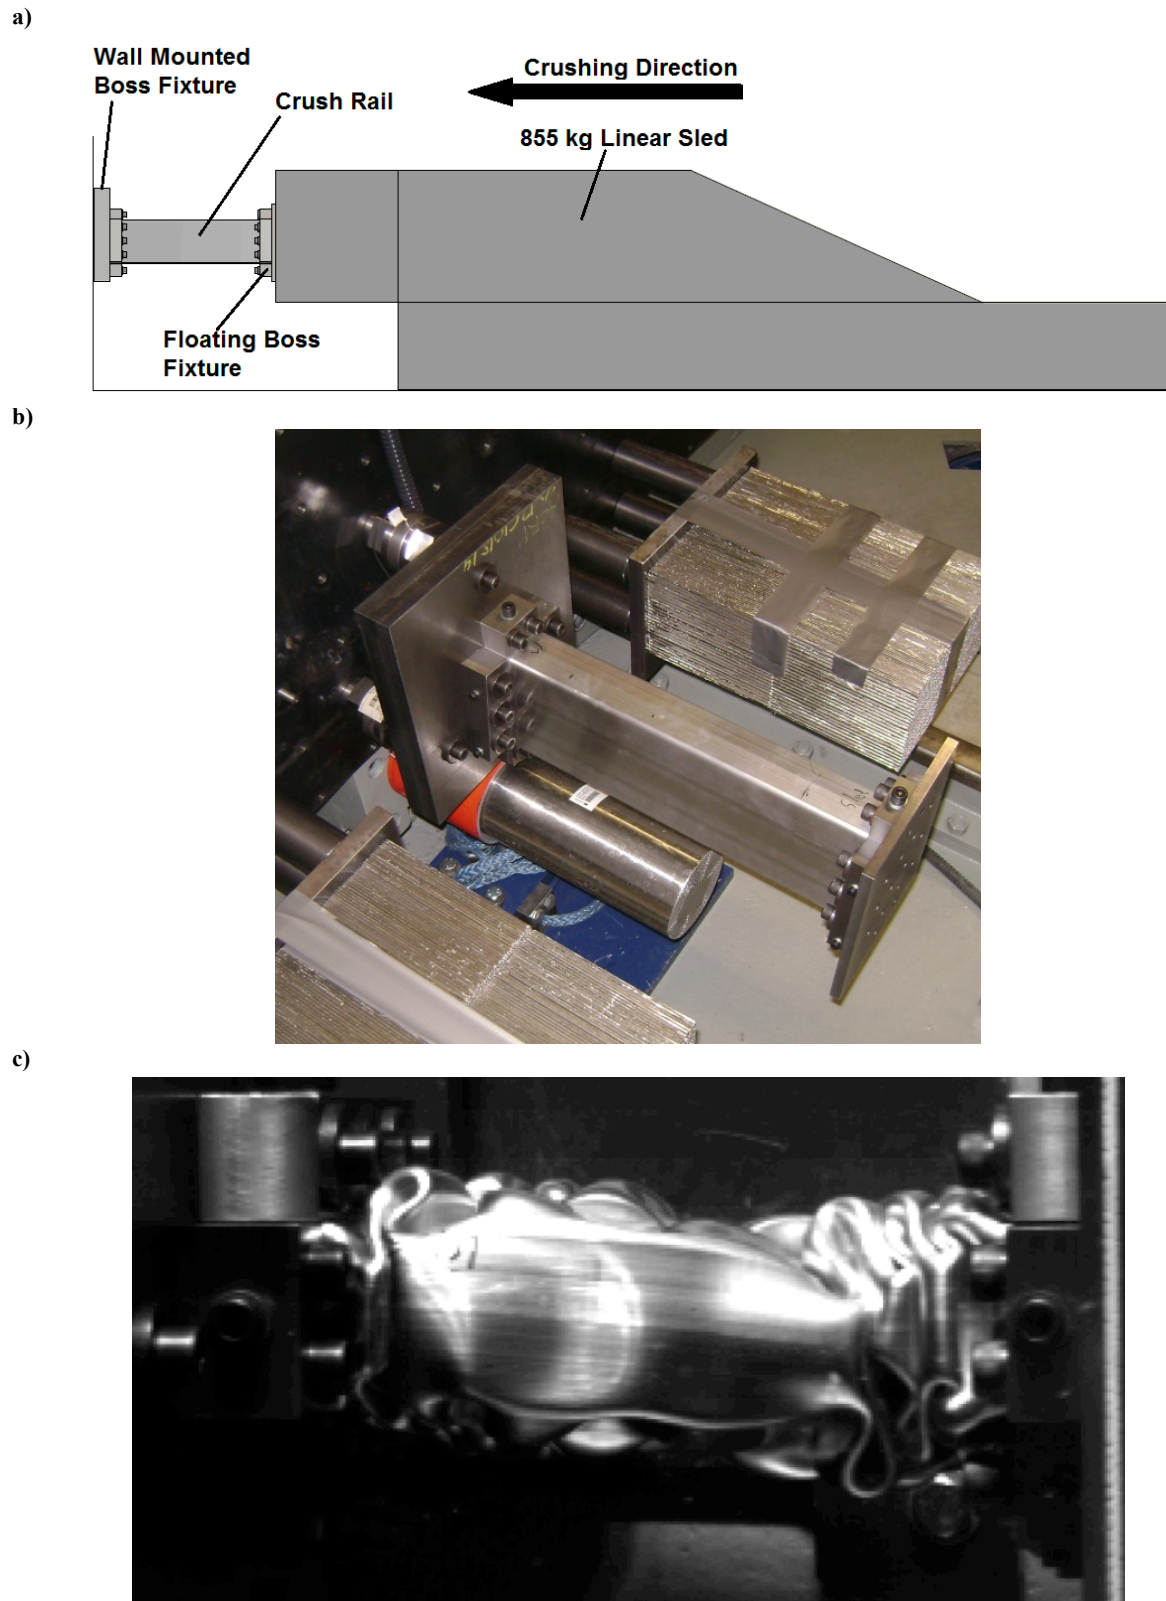 a)
Wall Mounted
Boss Fixture
Crush Rail
Crushing Direction
855 kg Linear Sled
Floating Boss
Fixture
b)
c)